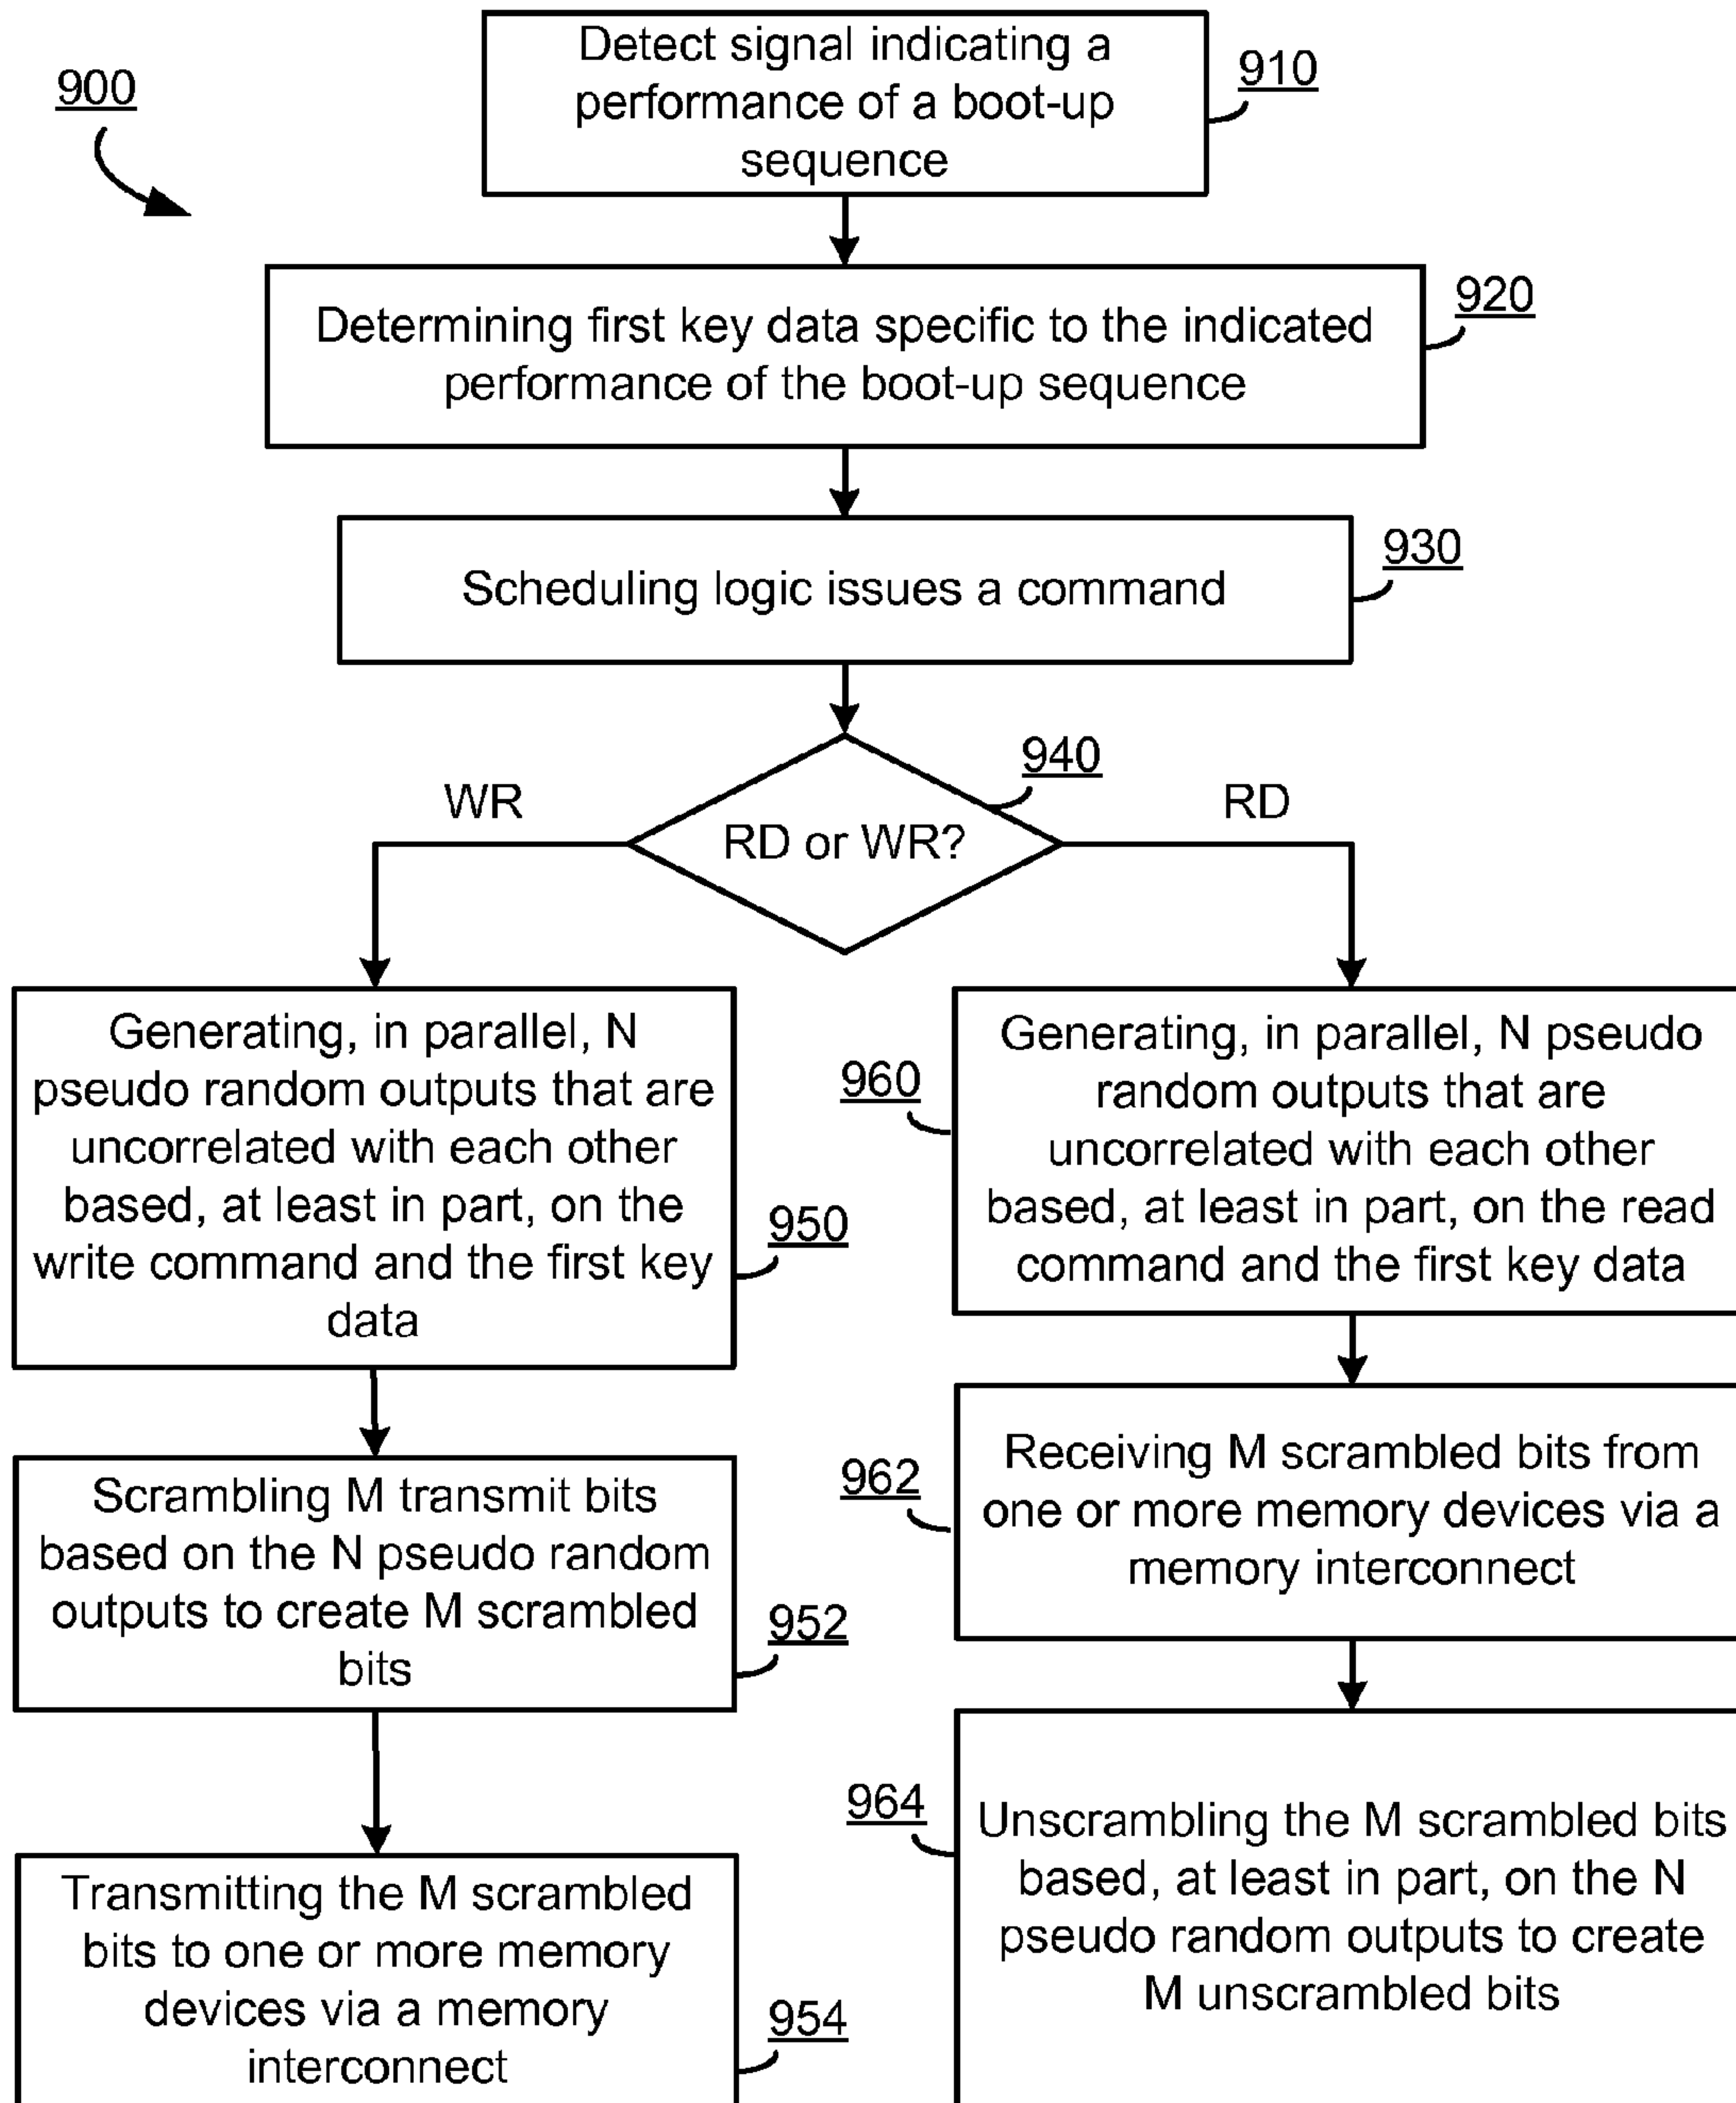 900
Detect signal indicating a
performance of a boot-up
sequence
910
Determining first key data specific to the indicated
performance of the boot-up sequence
920
Scheduling logic issues a command
930
RD or WR?
940
WR
RD
Generating, in parallel, N
pseudo random outputs that are
uncorrelated with each other
based, at least in part, on the
write command and the first key
data
950
Scrambling M transmit bits
based on the N pseudo random
outputs to create M scrambled
bits
952
Transmitting the M scrambled
bits to one or more memory
devices via a memory
interconnect
954
Generating, in parallel, N pseudo
random outputs that are
uncorrelated with each other
based, at least in part, on the read
command and the first key data
960
Receiving M scrambled bits from
one or more memory devices via a
memory interconnect
962
Unscrambling the M scrambled bits
based, at least in part, on the N
pseudo random outputs to create
M unscrambled bits
964